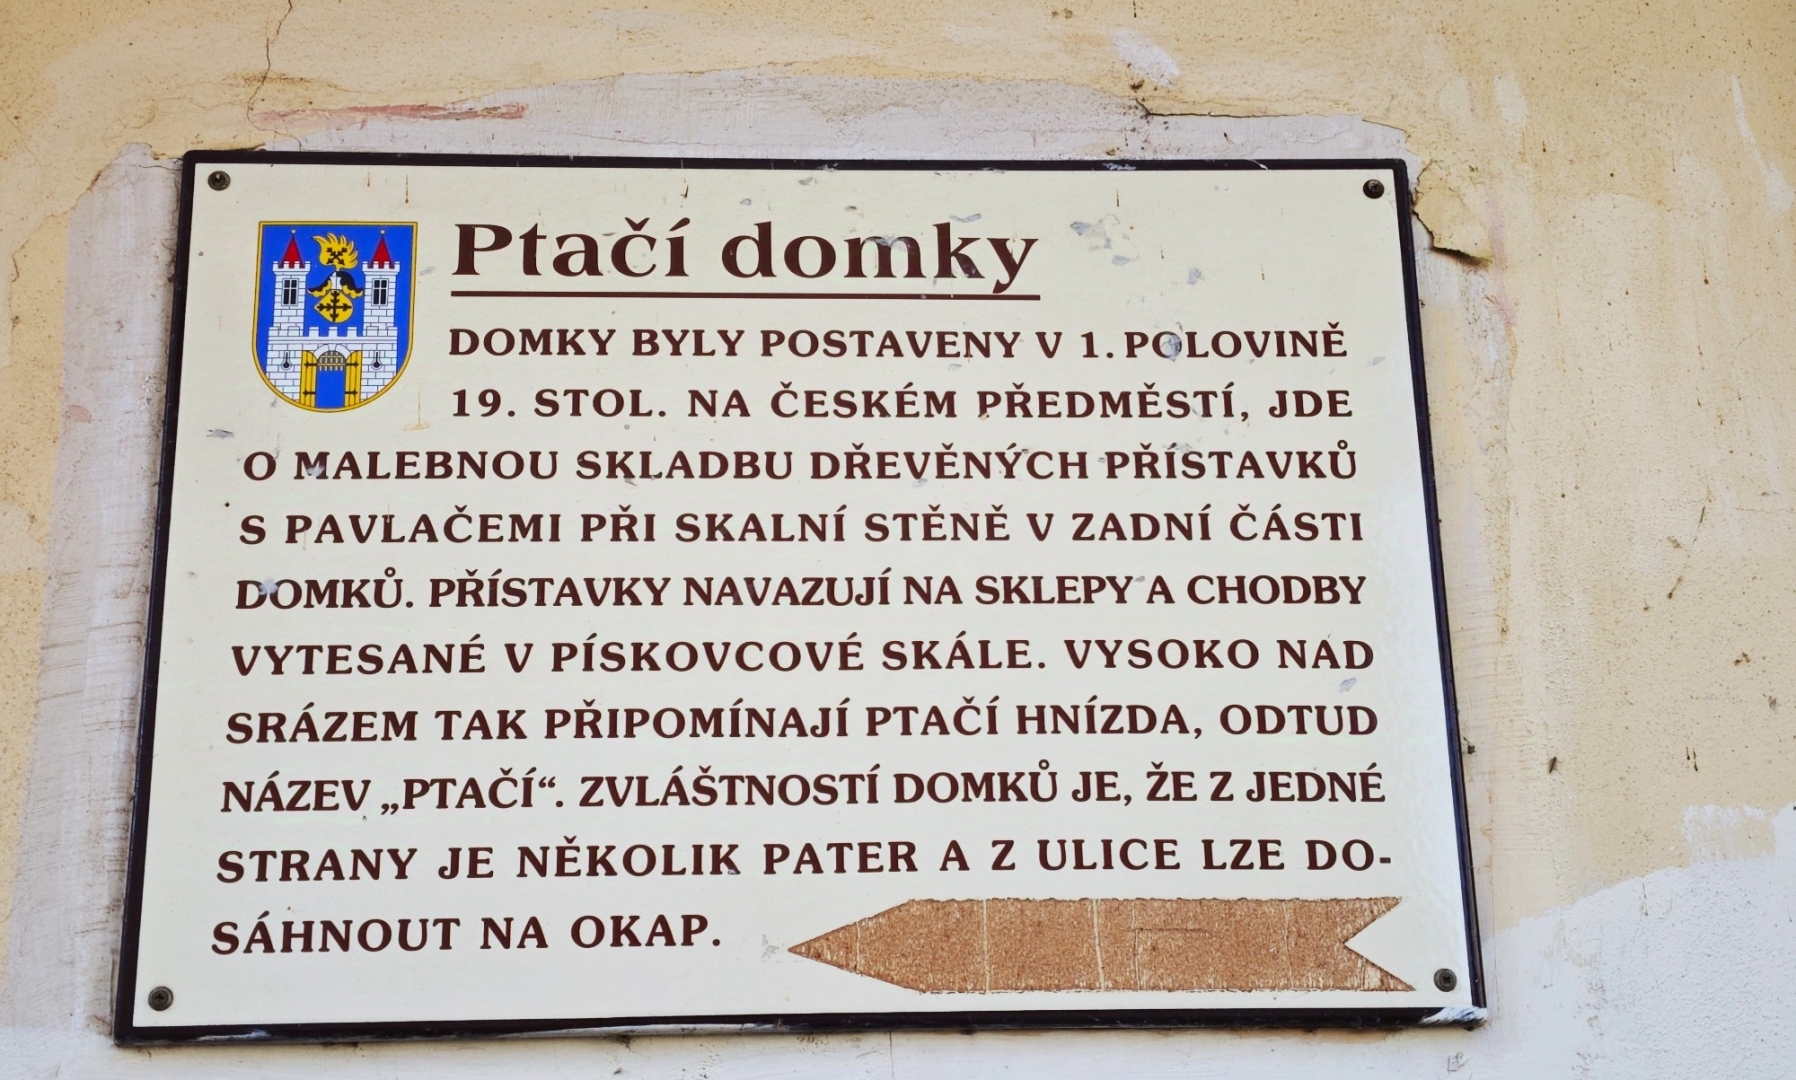 Ptačí domky
DOMKY BYLY POSTAVENY V 1. POLOVINĚ
19. STOL. NA ČESKÉM PŘEDMĚSTÍ, JDE
O MALEBNOU SKLADBU DŘEVĚNÝCH PŘÍSTAVKŮ
S PAVLAČEMI PŘI SKALNÍ STĚNĚ V ZADNÍ ČÁSTI
DOMKŮ. PŘÍSTAVKY NAVAZUJÍ NA SKLEPY A CHODBY
VYTESANÉ V PÍSKOVCOVÉ SKÁLE. VYSOKO NAD
SRÁZEM TAK PŘIPOMÍNAJÍ PTAČÍ HNÍZDA, ODTUD
NÁZEV „PTAČÍ“. ZVLÁŠTNOSTÍ DOMKŮ JE, ŽE Z JEDNÉ
STRANY JE NĚKOLIK PATER A Z ULICE LZE DO-
SÁHNOUT NA OKAP.